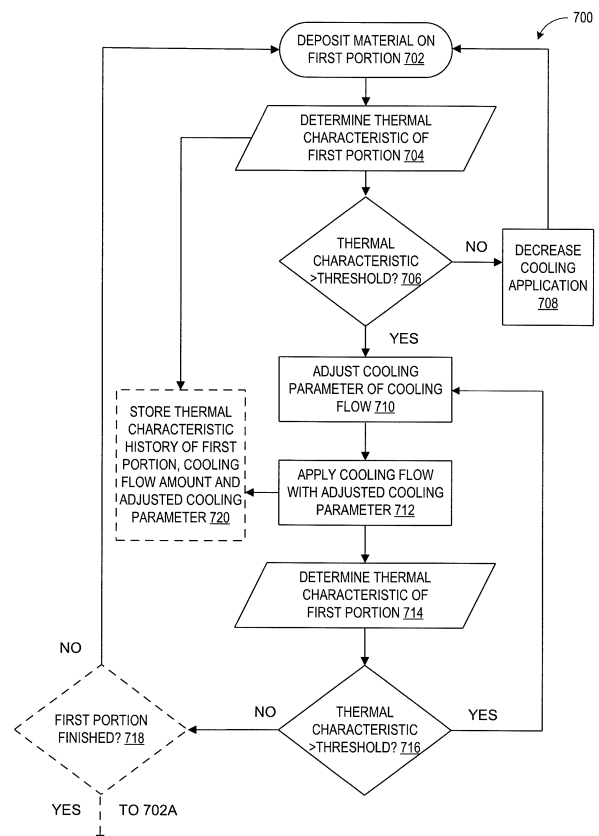 700
DEPOSIT MATERIAL ON
FIRST PORTION 702
DETERMINE THERMAL
CHARACTERISTIC OF
FIRST PORTION 704
THERMAL
CHARACTERISTIC
>THRESHOLD? 706
NO
DECREASE
COOLING
APPLICATION
708
YES
ADJUST COOLING
PARAMETER OF COOLING
FLOW 710
STORE THERMAL
CHARACTERISTIC
HISTORY OF FIRST
PORTION, COOLING
FLOW AMOUNT AND
ADJUSTED COOLING
PARAMETER 720
APPLY COOLING FLOW
WITH ADJUSTED COOLING
PARAMETER 712
DETERMINE THERMAL
CHARACTERISTIC OF
FIRST PORTION 714
THERMAL
CHARACTERISTIC
>THRESHOLD? 716
YES
NO
FIRST PORTION
FINISHED? 718
NO
YES
TO 702A